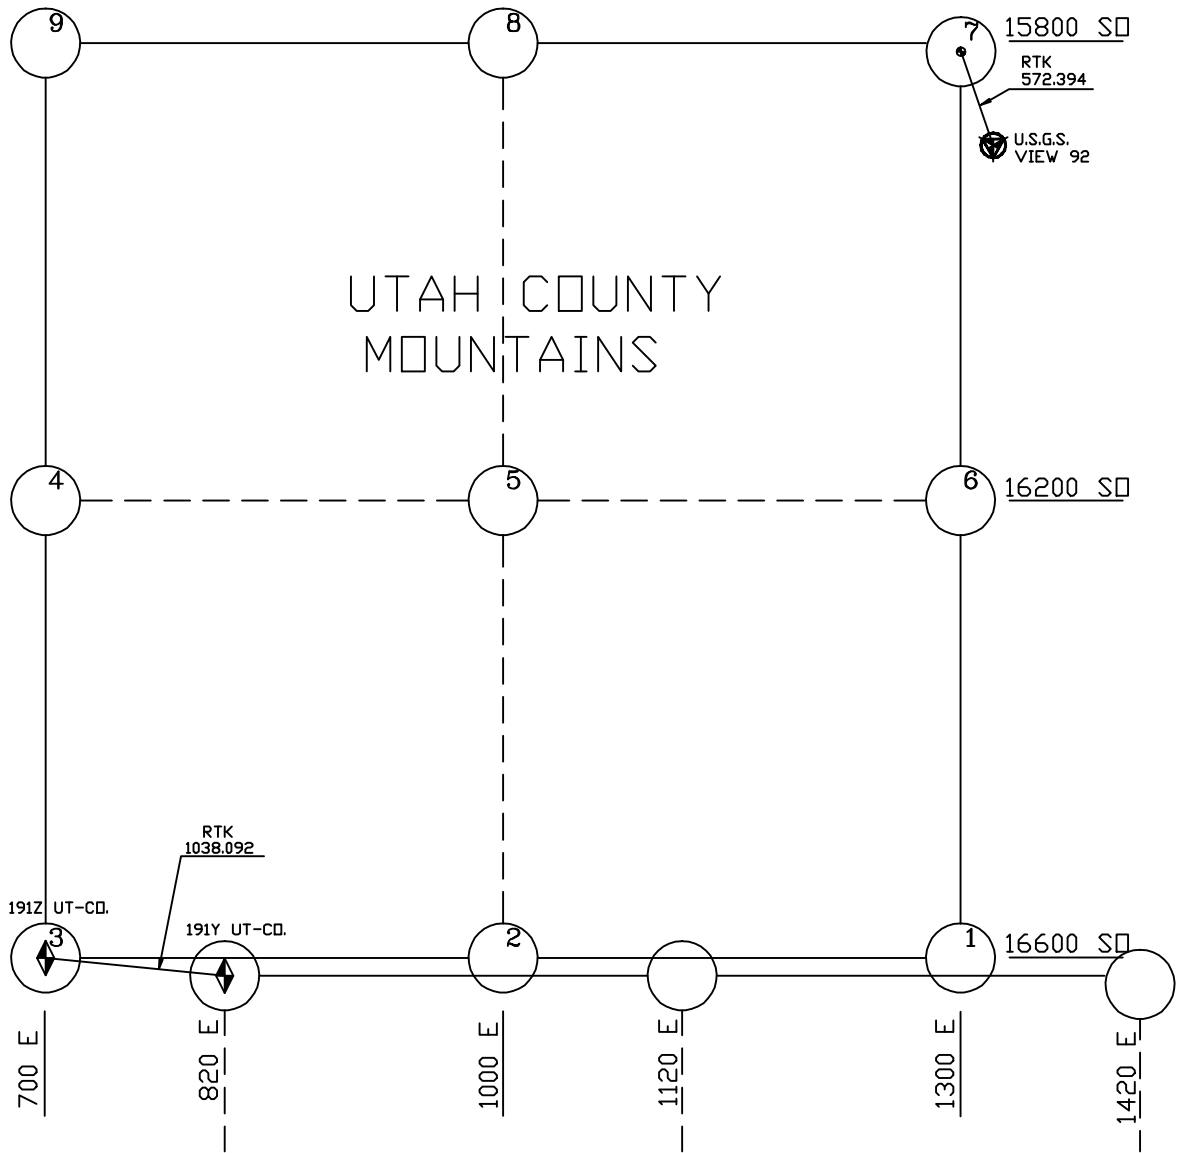 9
8
7
15800 SO
RTK
572.394
U.S.G.S.
VIEW 92
UTAH COUNTY
MOUNTAINS
4
5
6
16200 SO
RTK
1038.092
191Z UT-CO.
191Y UT-CO.
3
2
1
16600 SO
700 E
820 E
1000 E
1120 E
1300 E
1420 E